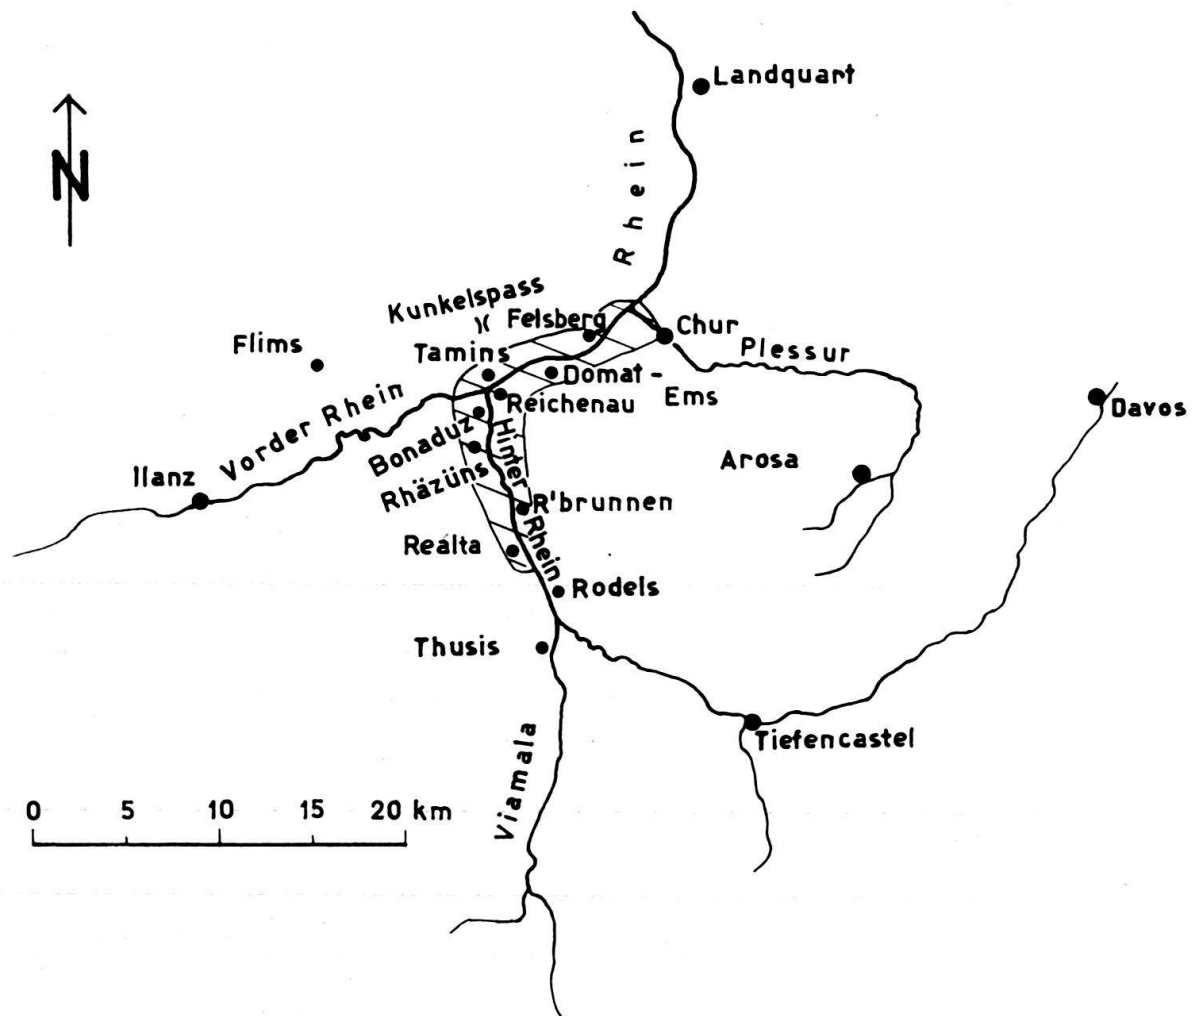 Landquart
N
Rhein
Kunkelspass
Felsberg
Chur
Flims
Tamins
Plessur
Domat-
Ems
Vorder Rhein
Reichenau
Davos
Bonaduz
Hinter Rhein
Arosa
Ilanz
Rhäzüns
R'brunnen
Realta
Rodels
Thusis
Tiefencastel
Viamala
0 5 10 15 20 km